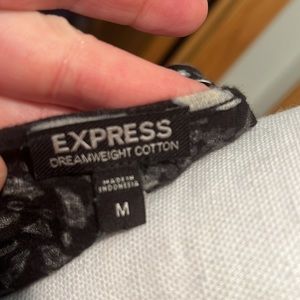 EXPRESS
DREAMWEIGHT COTTON
MADE IN
INDONESIA
M